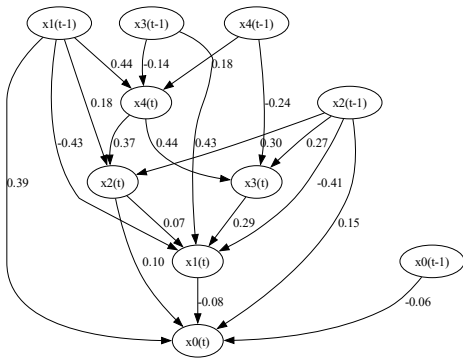 x1(t-1) x3(t-1) x4(t-1)
0.44 -0.14 0.18
x4(t) x2(t-1)
0.18 -0.24
-0.43 0.37 0.44 0.43 0.30 0.27
0.39 x2(t) x3(t) -0.41
0.07 0.29 0.15
0.10 x1(t) x0(t-1)
-0.08 -0.06
x0(t)